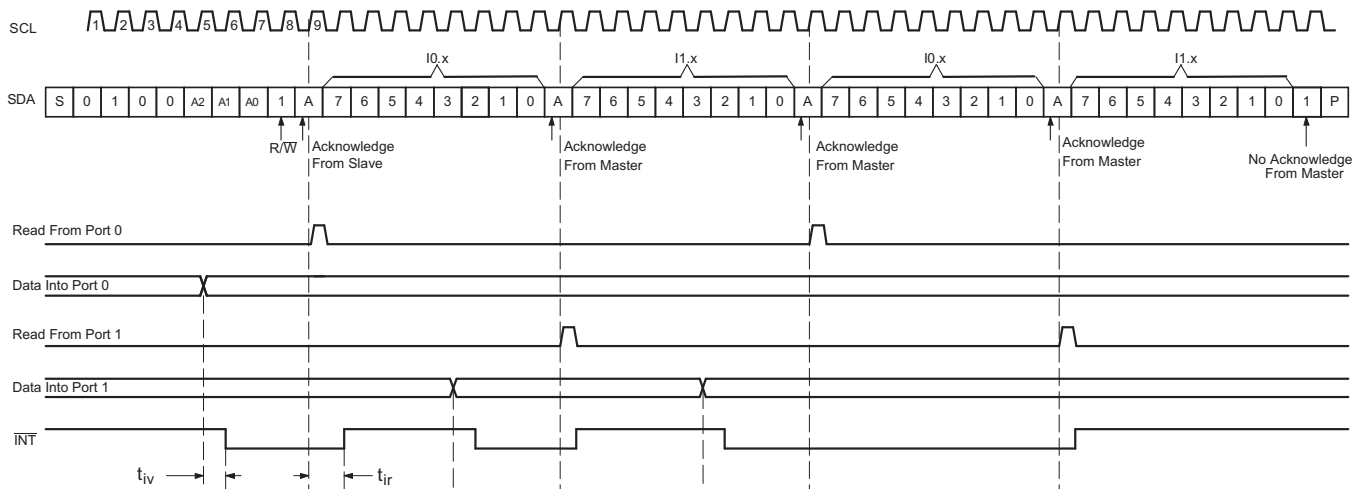 SCL 1 2 3 4 5 6 7 8 9
I0.x I1.x I0.x I1.x
SDA S 0 1 0 0 A2 A1 A0 1 A 7 6 5 4 3 2 1 0 A 7 6 5 4 3 2 1 0 A 7 6 5 4 3 2 1 0 A 7 6 5 4 3 2 1 0 1 P
R/W̅
Acknowledge
From Slave
Acknowledge
From Master
Acknowledge
From Master
Acknowledge
From Master
No Acknowledge
From Master
Read From Port 0
Data Into Port 0
Read From Port 1
Data Into Port 1
I̅N̅T̅
tiv
tir